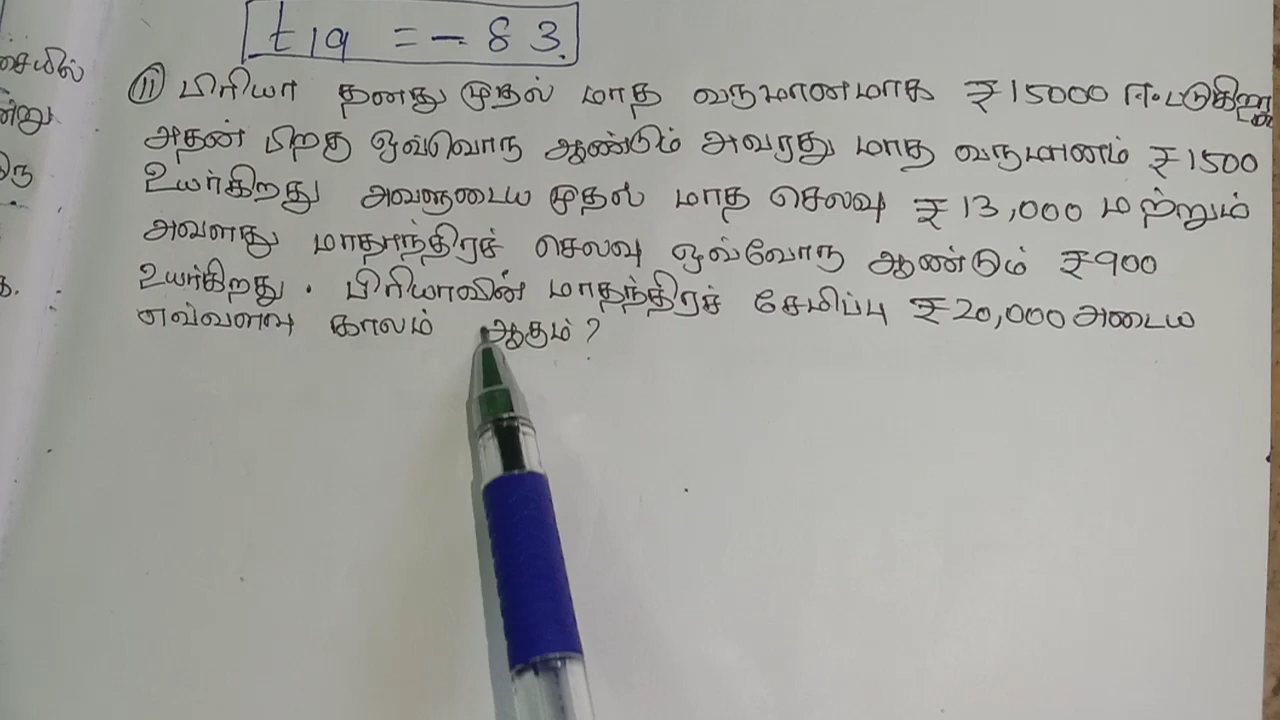 t19 = - 83.
சையில்
ன்று
⑪ பிரியா தனது முதல் மாத வருமானமாக ₹15000 ஈட்டுகிறா
அதன் பிறகு ஒவ்வொரு ஆண்டும் அவரது மாத வருமானம் ₹1500
உயர்கிறது அவளுடைய முதல் மாத செலவு ₹13,000 மற்றும்
அவளது மாதாந்திரச் செலவு ஒவ்வோரு ஆண்டும் ₹900
உயர்கிறது. பிரியாவின் மாதந்திரச் சேமிப்பு ₹20,000 அடைய
எவ்வளவு காலம் ஆகும்?